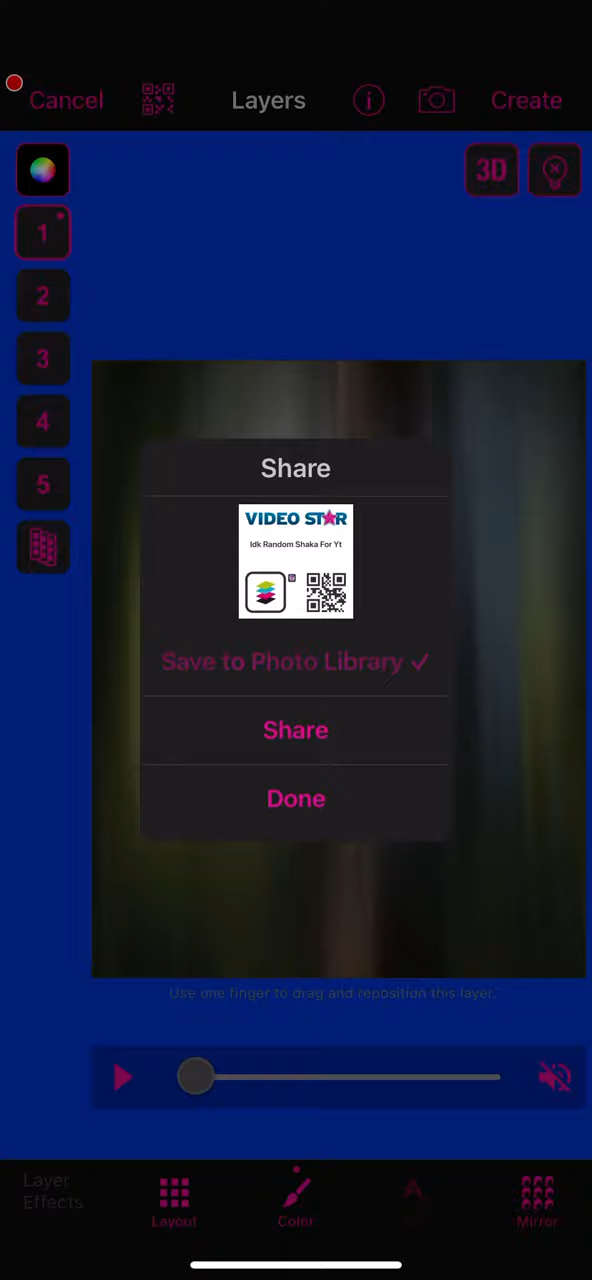 Cancel
Layers
Create
3D
1
2
3
4
5
Share
VIDEO STAR
Idk Random Shaka For Yt
Save to Photo Library ✓
Share
Done
Use one finger to drag and reposition this layer.
Layer
Effects
Layout
Color
Mirror